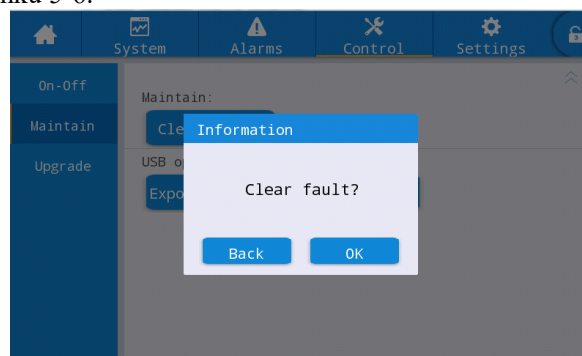 System Alarms Control Settings
On-Off
Maintain:
Maintain
Cle
Information
Upgrade
USB o
Expo
Clear fault?
Back OK